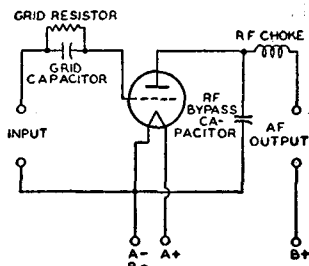 GRID RESISTOR
GRID
CAPACITOR
RF CHOKE
RF
BYPASS
CA-
PACITOR
INPUT
AF
OUTPUT
A- A+
B+